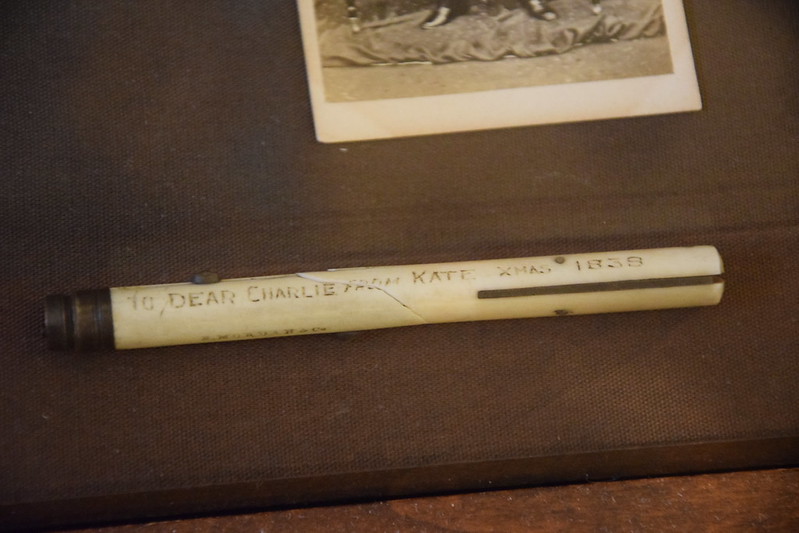 TO, DEAR CHARLIE FROM KATE XMAS 1838